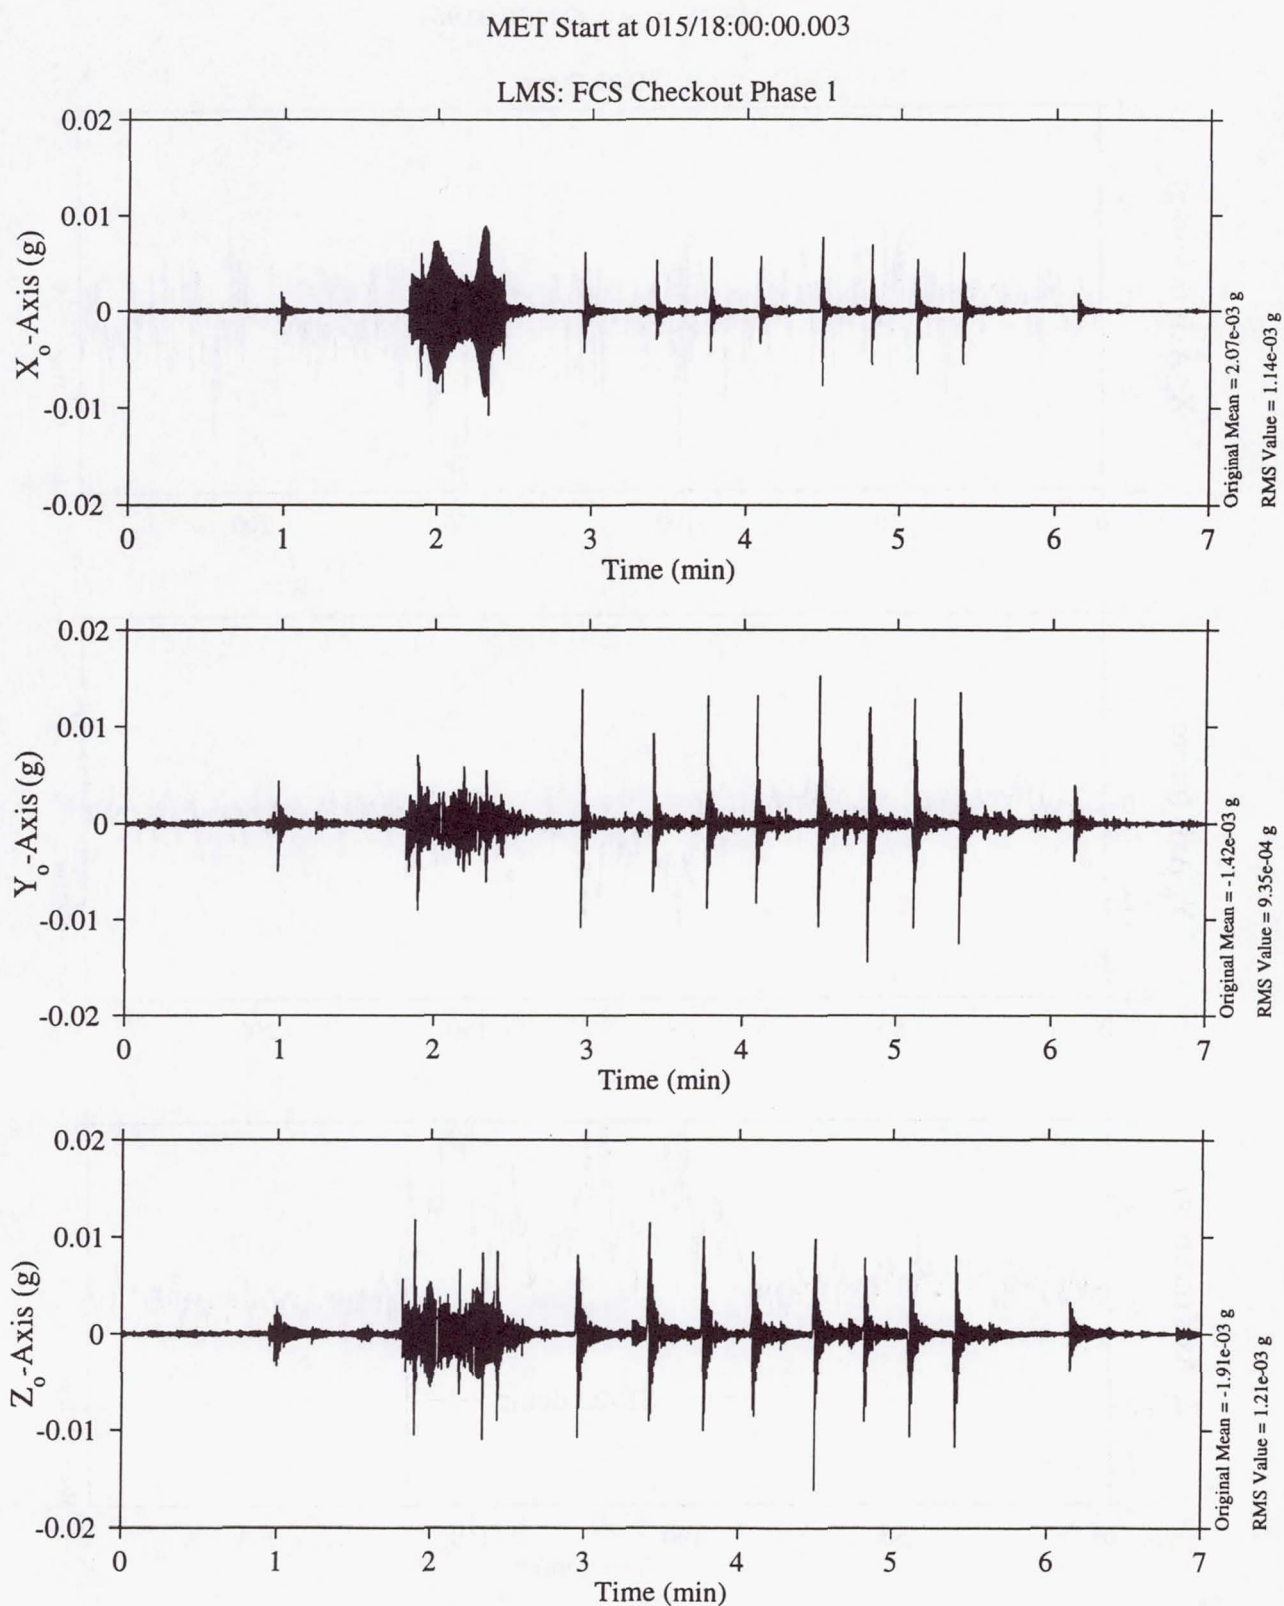 MET Start at 015/18:00:00.003
LMS: FCS Checkout Phase 1
0.02
0.01
0
-0.01
-0.02
X_o-Axis (g)
0 1 2 3 4 5 6 7
Time (min)
Original Mean = 2.07e-03 g
RMS Value = 1.14e-03 g
0.02
0.01
0
-0.01
-0.02
Y_o-Axis (g)
0 1 2 3 4 5 6 7
Time (min)
Original Mean = -1.42e-03 g
RMS Value = 9.35e-04 g
0.02
0.01
0
-0.01
-0.02
Z_o-Axis (g)
0 1 2 3 4 5 6 7
Time (min)
Original Mean = -1.91e-03 g
RMS Value = 1.21e-03 g